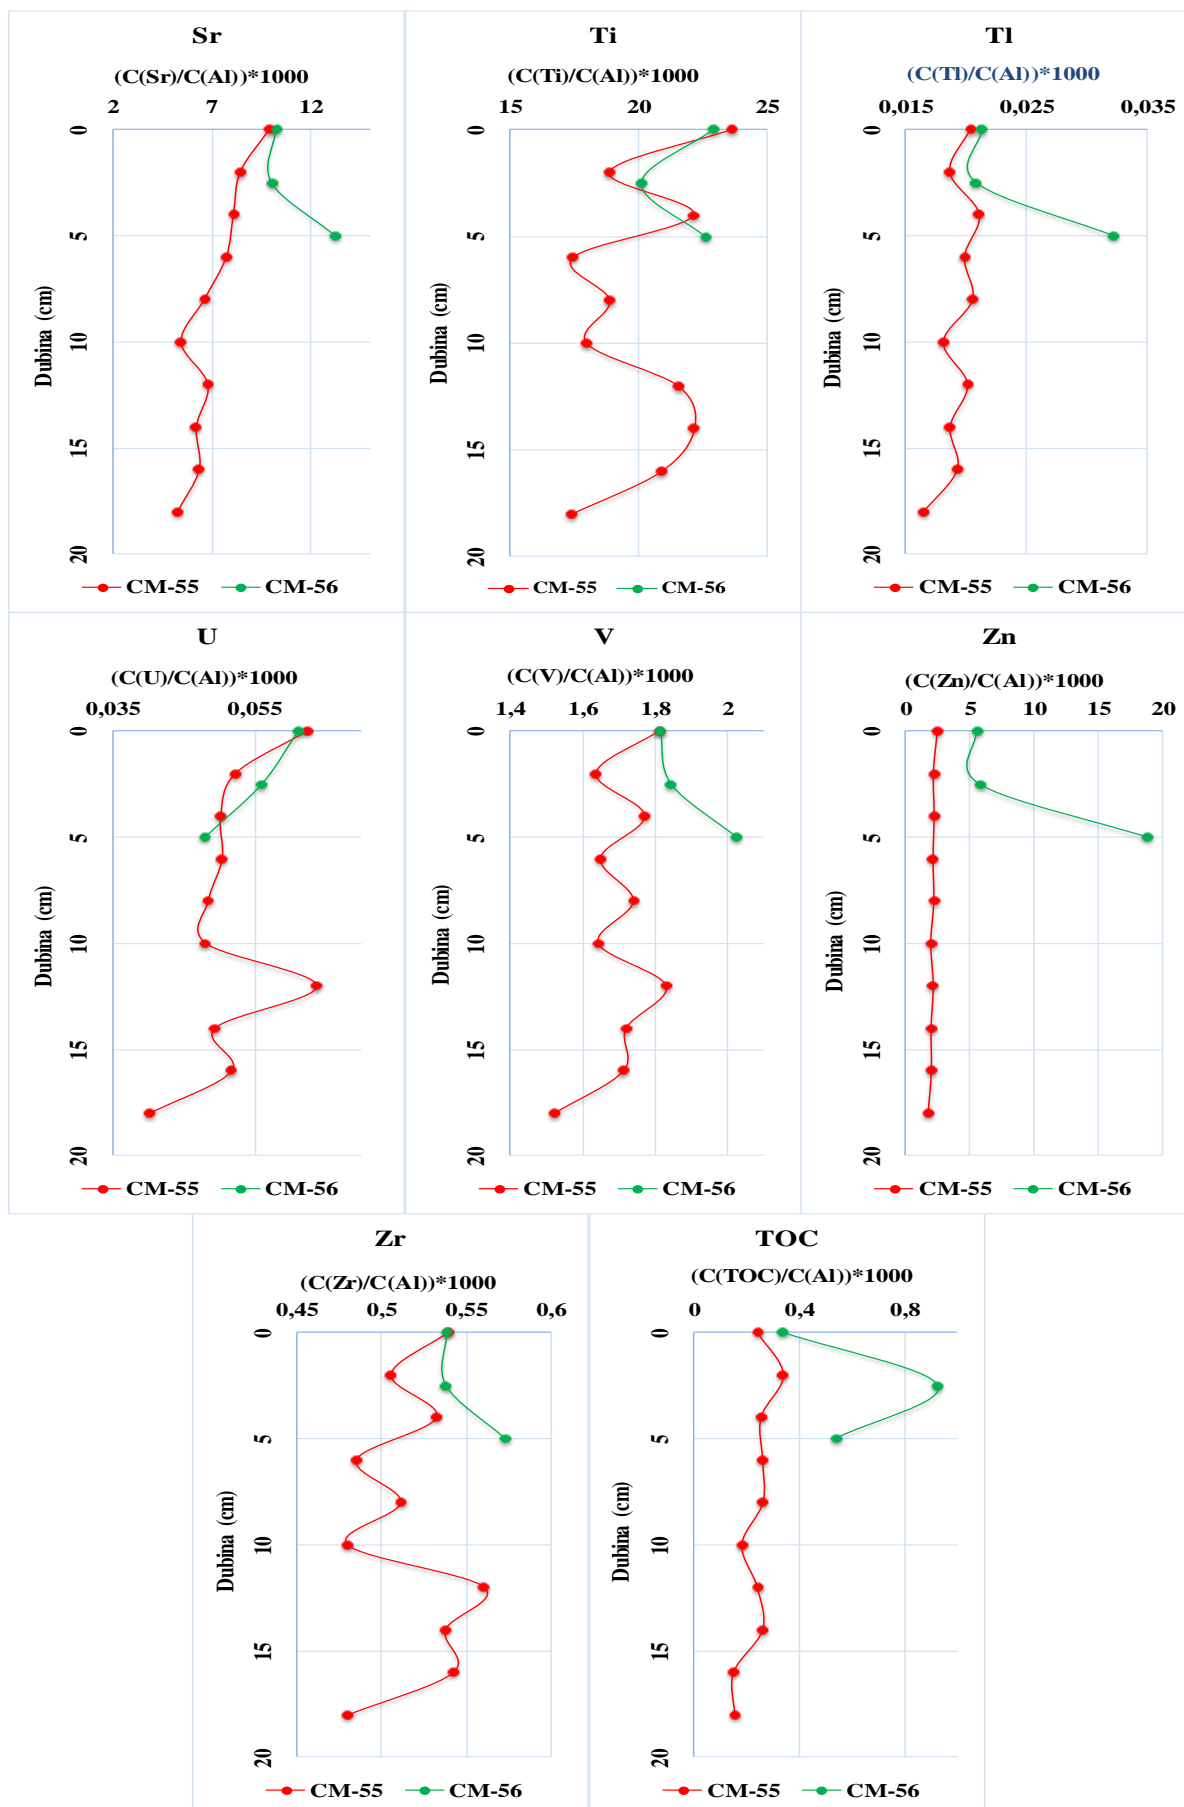 Sr
(C(Sr)/C(Al))*1000
2 7 12
0
5
10
15
20
Dubina (cm)
CM-55 CM-56
Ti
(C(Ti)/C(Al))*1000
15 20 25
0
5
10
15
20
Dubina (cm)
CM-55 CM-56
Tl
(C(Tl)/C(Al))*1000
0,015 0,025 0,035
0
5
10
15
20
Dubina (cm)
CM-55 CM-56
U
(C(U)/C(Al))*1000
0,035 0,055
0
5
10
15
20
Dubina (cm)
CM-55 CM-56
V
(C(V)/C(Al))*1000
1,4 1,6 1,8 2
0
5
10
15
20
Dubina (cm)
CM-55 CM-56
Zn
(C(Zn)/C(Al))*1000
0 5 10 15 20
0
5
10
15
20
Dubina (cm)
CM-55 CM-56
Zr
(C(Zr)/C(Al))*1000
0,45 0,5 0,55 0,6
0
5
10
15
20
Dubina (cm)
CM-55 CM-56
TOC
(C(TOC)/C(Al))*1000
0 0,4 0,8
0
5
10
15
20
Dubina (cm)
CM-55 CM-56